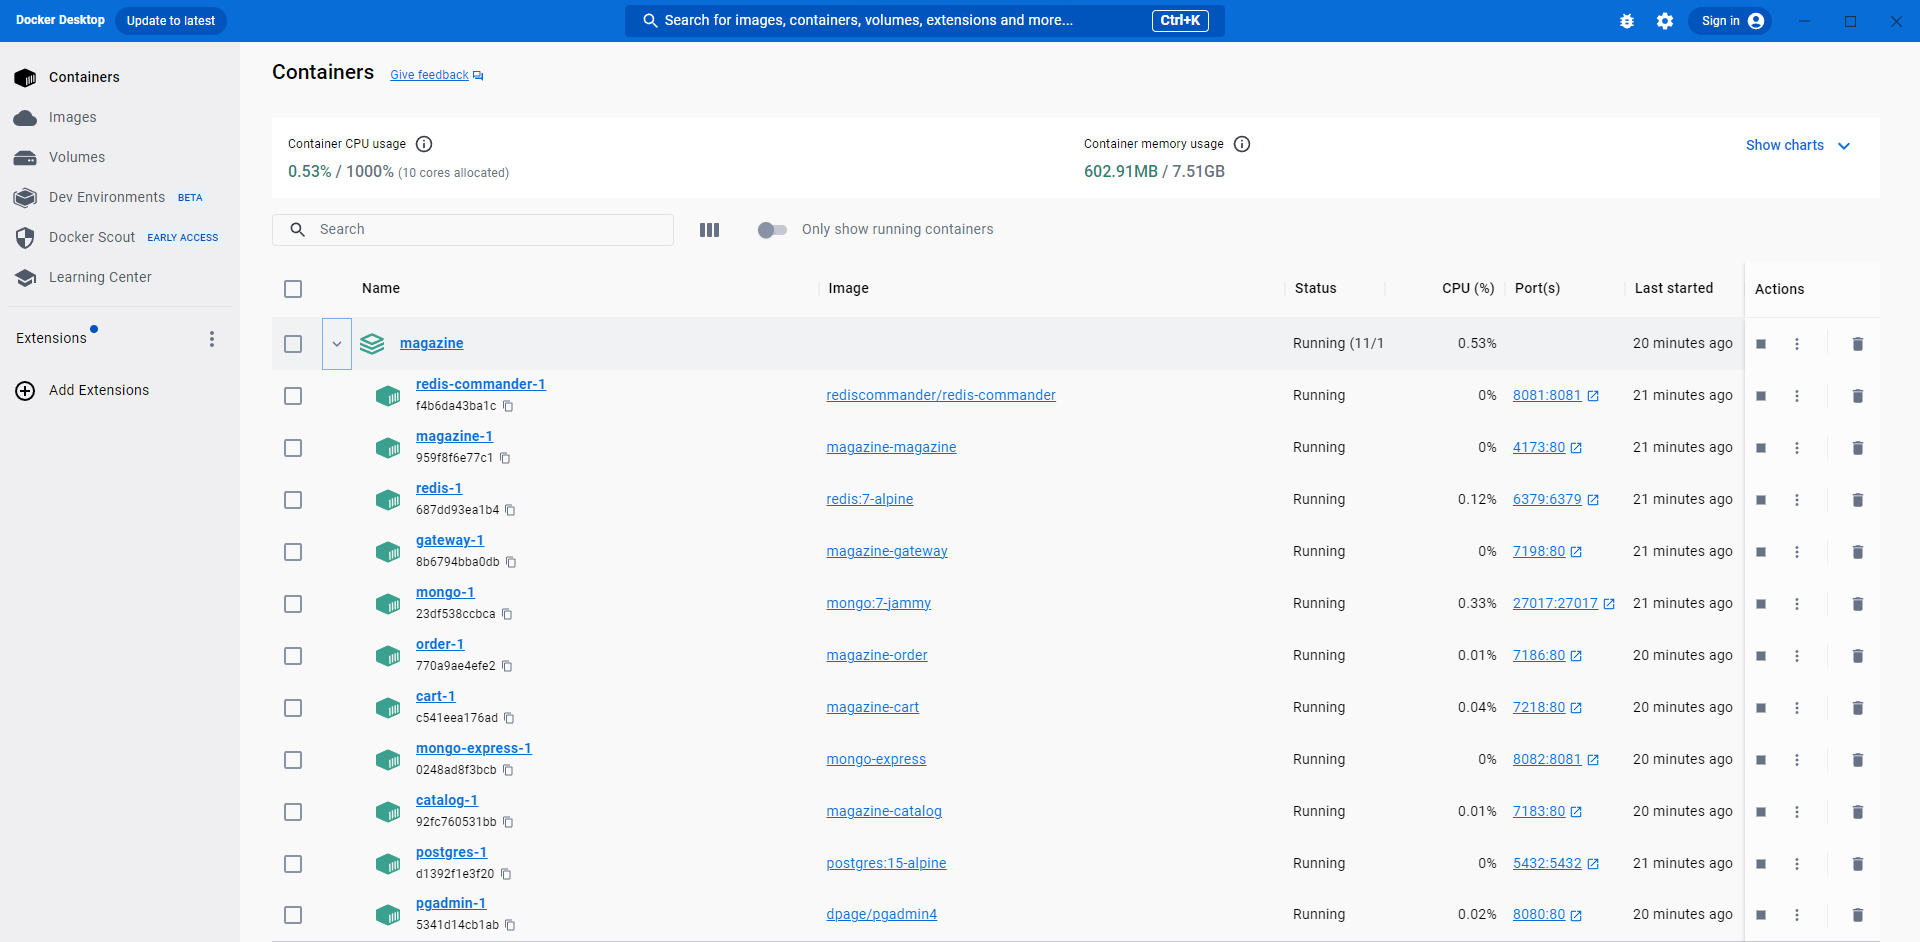 Docker Desktop Update to latest Search for images, containers, volumes, extensions and more... Ctrl+K Sign in
Containers
Images
Volumes
Dev Environments BETA
Docker Scout EARLY ACCESS
Learning Center
Extensions
Add Extensions
Containers Give feedback
Container CPU usage
0.53% / 1000% (10 cores allocated)
Container memory usage
602.91MB / 7.51GB
Show charts
Search
Only show running containers
Name Image Status CPU (%) Port(s) Last started Actions
magazine Running (11/1 0.53% 20 minutes ago
redis-commander-1 rediscommander/redis-commander Running 0% 8081:8081 21 minutes ago
f4b6da43ba1c
magazine-1 magazine-magazine Running 0% 4173:80 21 minutes ago
959f8f6e77c1
redis-1 redis:7-alpine Running 0.12% 6379:6379 21 minutes ago
687dd93ea1b4
gateway-1 magazine-gateway Running 0% 7198:80 21 minutes ago
8b6794bba0db
mongo-1 mongo:7-jammy Running 0.33% 27017:27017 21 minutes ago
23df538ccbca
order-1 magazine-order Running 0.01% 7186:80 20 minutes ago
770a9ae4efe2
cart-1 magazine-cart Running 0.04% 7218:80 20 minutes ago
c541eea176ad
mongo-express-1 mongo-express Running 0% 8082:8081 20 minutes ago
0248ad8f3bcb
catalog-1 magazine-catalog Running 0.01% 7183:80 20 minutes ago
92fc760531bb
postgres-1 postgres:15-alpine Running 0% 5432:5432 21 minutes ago
d1392f1e3f20
pgadmin-1 dpage/pgadmin4 Running 0.02% 8080:80 20 minutes ago
5341d14cb1ab